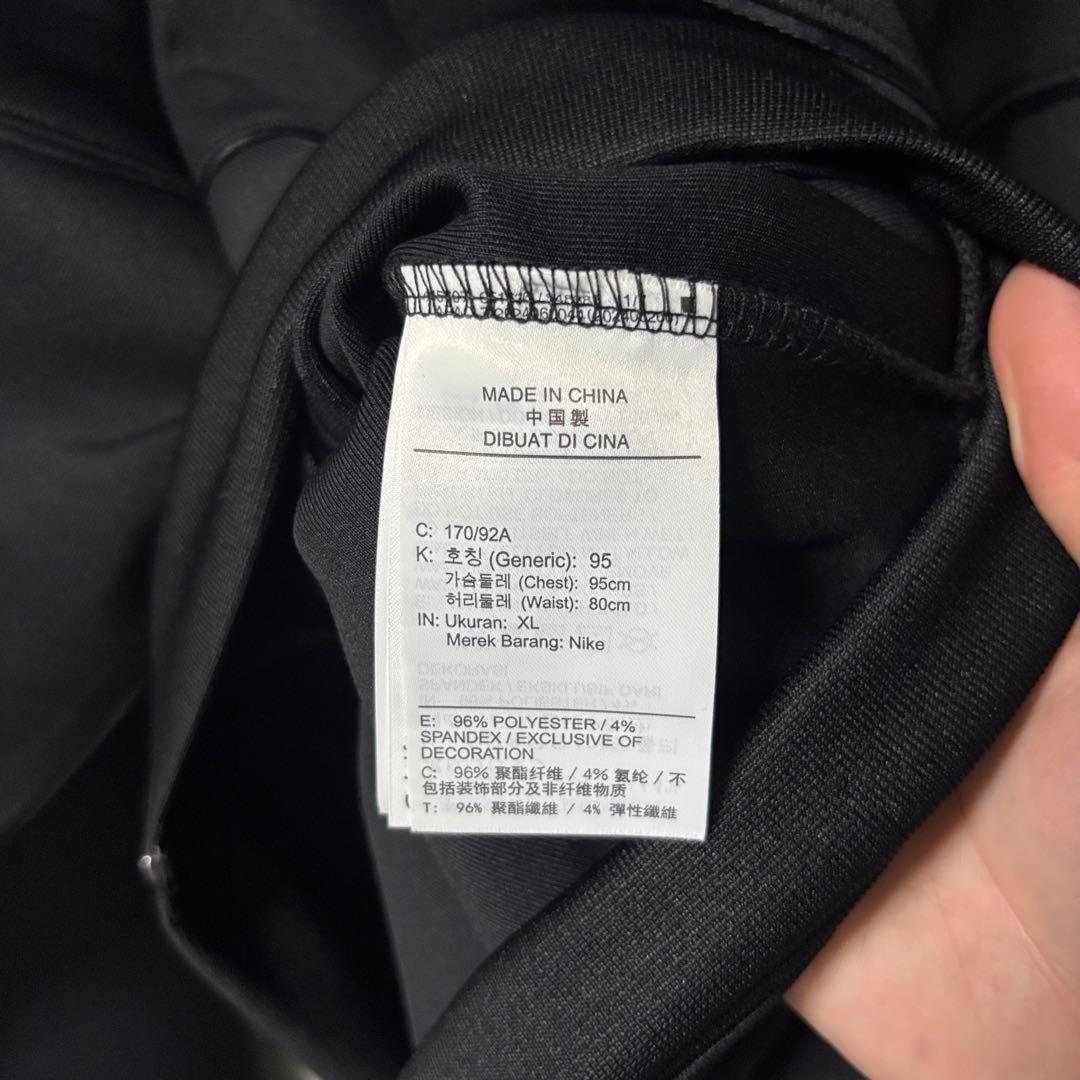 MADE IN CHINA
中国製
DIBUAT DI CINA
C: 170/92A
K: 호칭 (Generic): 95
가슴둘레 (Chest): 95cm
허리둘레 (Waist): 80cm
IN: Ukuran: XL
Merek Barang: Nike
E: 96% POLYESTER / 4%
SPANDEX / EXCLUSIVE OF
DECORATION
C: 96% 聚酯纤维 / 4% 氨纶 / 不
包括装饰部分及非纤维物质
T: 96% 聚酯纖維 / 4% 彈性纖維